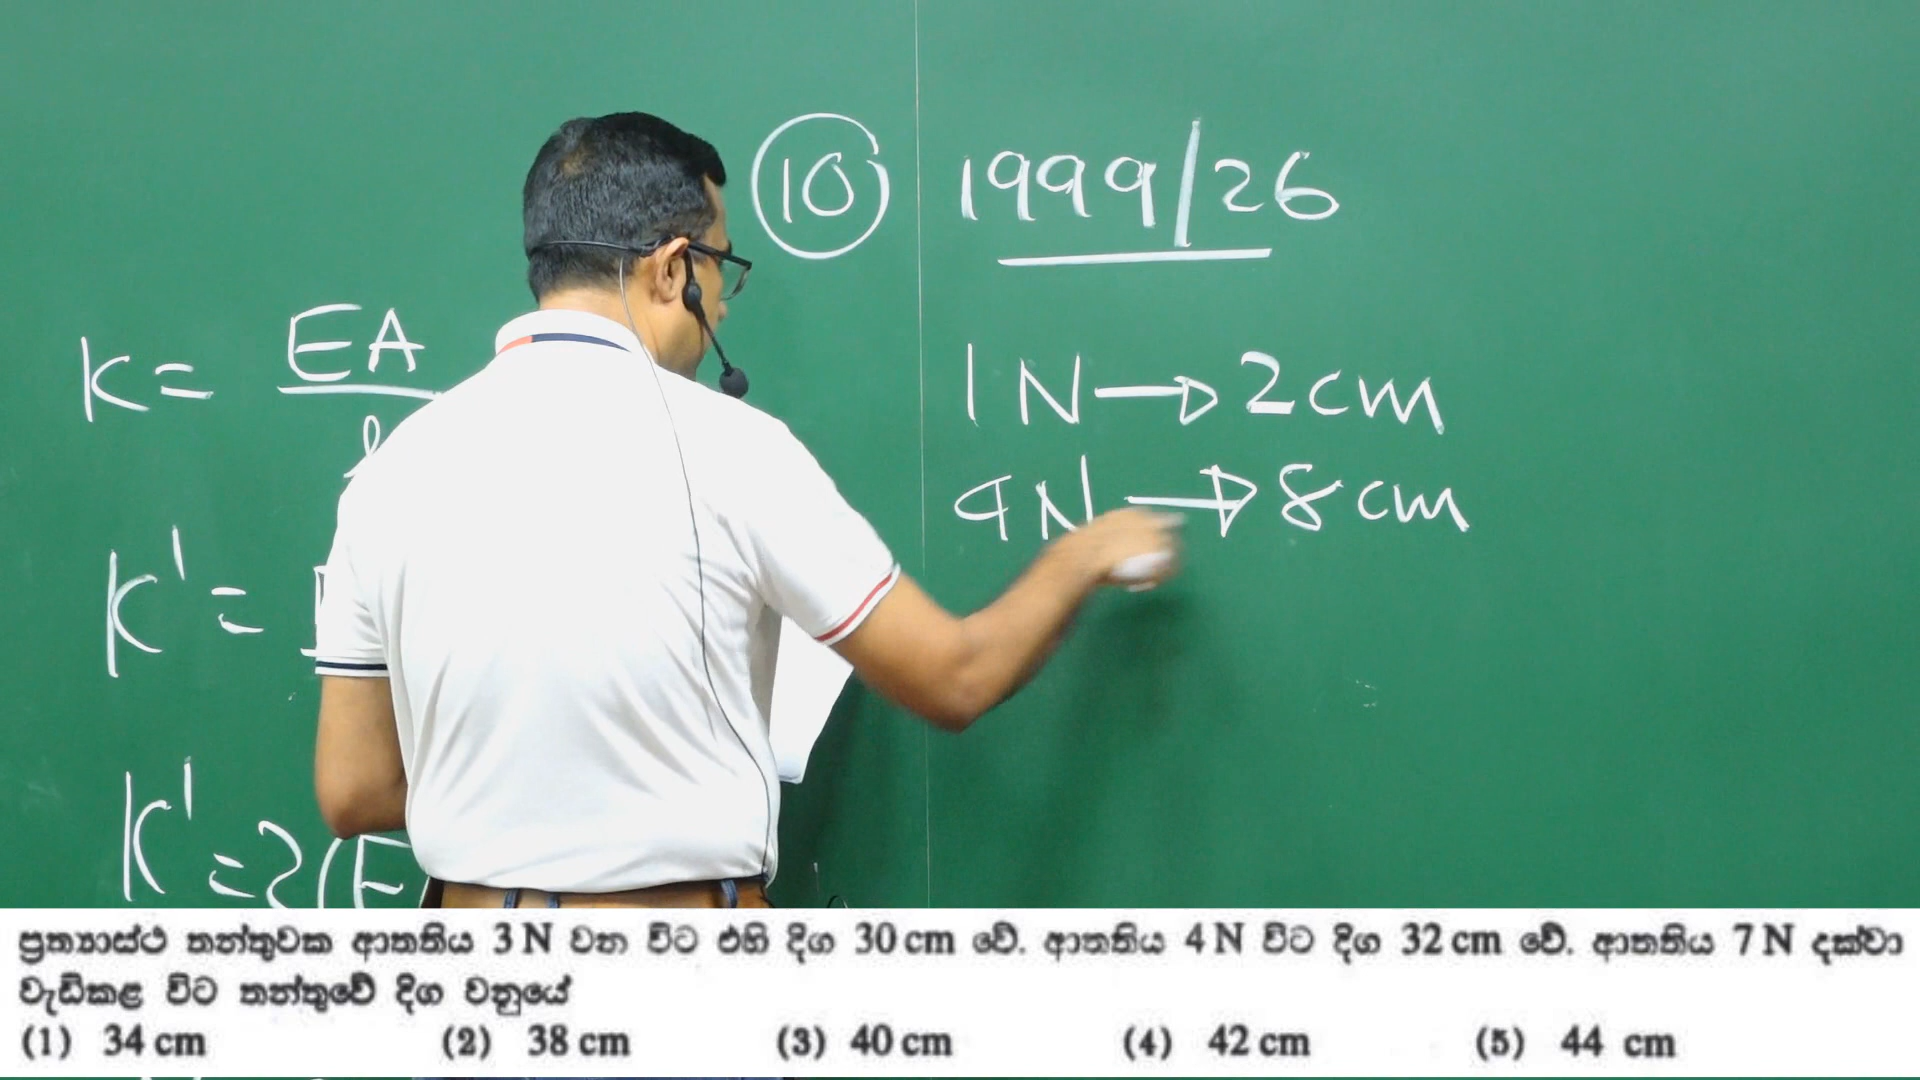 10 1999/26
K = EA
K' =
K' = 2(E
1N → 2cm
4N → 8cm
ප්‍රත්‍යාස්ථ තන්තුවක ආතතිය 3 N වන විට එහි දිග 30 cm වේ. ආතතිය 4 N විට දිග 32 cm වේ. ආතතිය 7 N දක්වා
වැඩිකළ විට තන්තුවේ දිග වනුයේ
(1) 34 cm (2) 38 cm (3) 40 cm (4) 42 cm (5) 44 cm